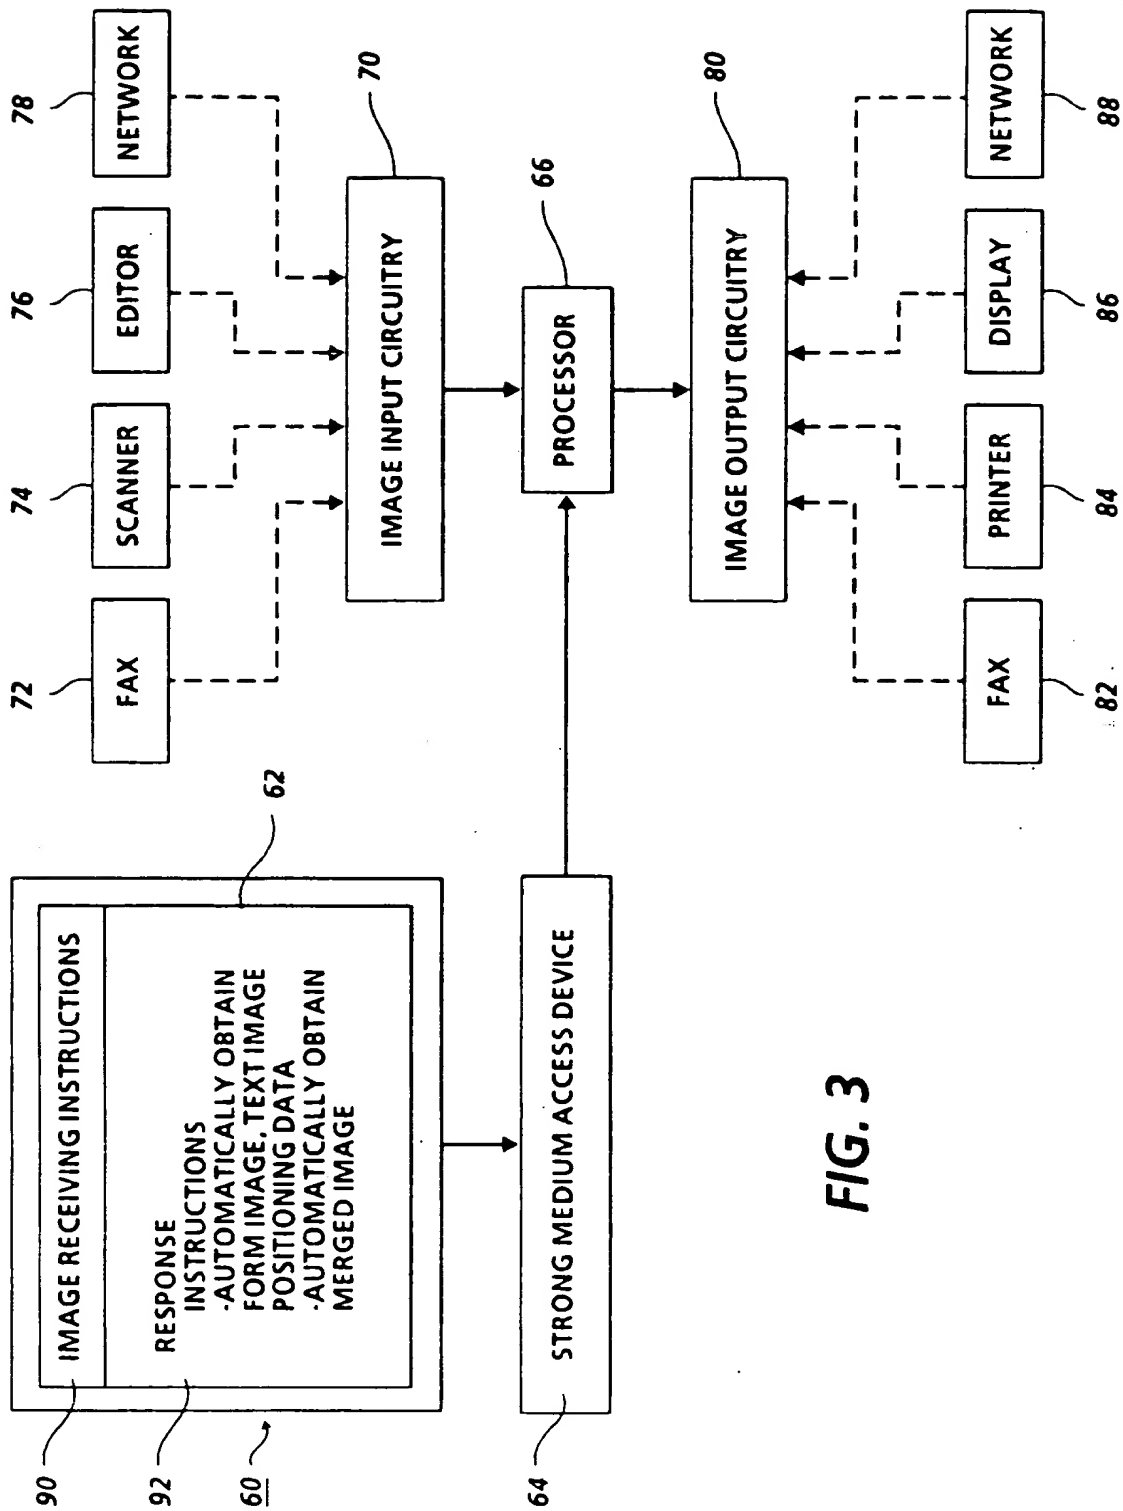 90
92
60
64
IMAGE RECEIVING INSTRUCTIONS
RESPONSE
INSTRUCTIONS
·AUTOMATICALLY OBTAIN
FORM IMAGE, TEXT IMAGE
POSITIONING DATA
·AUTOMATICALLY OBTAIN
MERGED IMAGE
62
STRONG MEDIUM ACCESS DEVICE
72
74
76
78
FAX
SCANNER
EDITOR
NETWORK
IMAGE INPUT CIRCUITRY
70
PROCESSOR
66
IMAGE OUTPUT CIRCUITRY
80
FAX
PRINTER
DISPLAY
NETWORK
82
84
86
88
FIG. 3